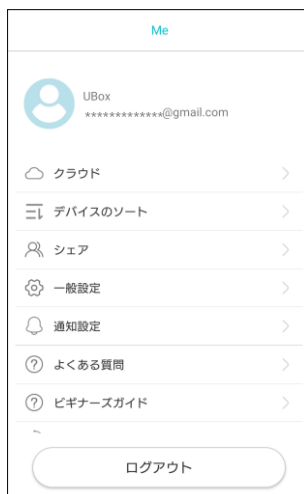 Me
UBox
*************@gmail.com
クラウド
デバイスのソート
シェア
一般設定
通知設定
よくある質問
ビギナーズガイド
ログアウト